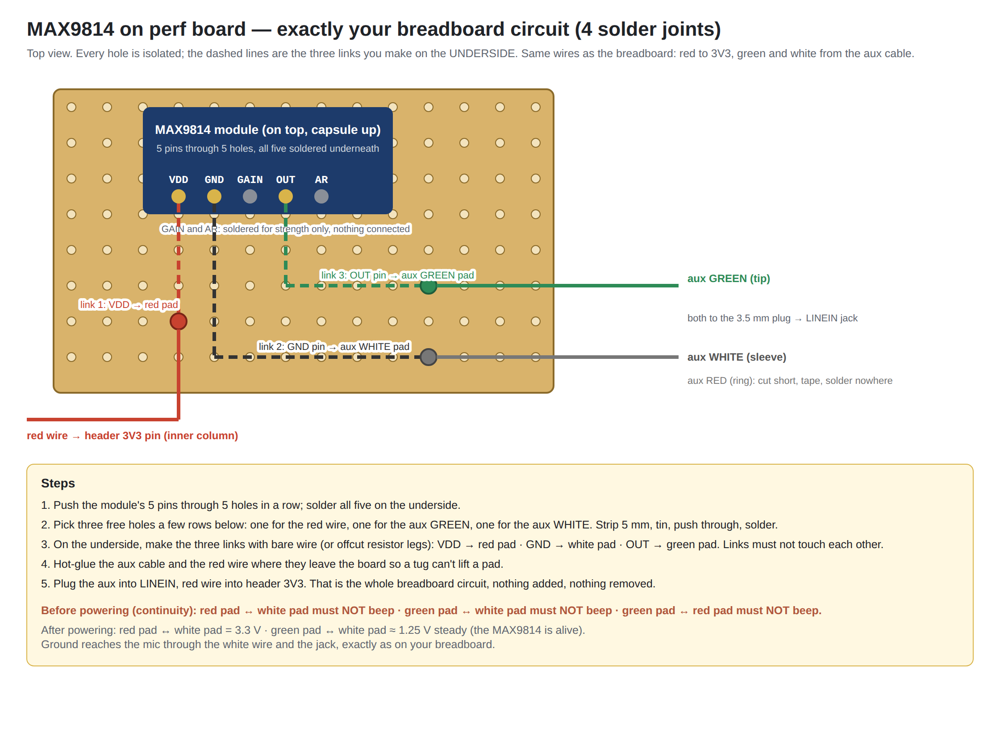 MAX9814 on perf board — exactly your breadboard circuit (4 solder joints)
Top view. Every hole is isolated; the dashed lines are the three links you make on the UNDERSIDE. Same wires as the breadboard: red to 3V3, green and white from the aux cable.
MAX9814 module (on top, capsule up)
5 pins through 5 holes, all five soldered underneath
VDD GND GAIN OUT AR
GAIN and AR: soldered for strength only, nothing connected
link 3: OUT pin → aux GREEN pad
aux GREEN (tip)
link 1: VDD → red pad
both to the 3.5 mm plug → LINEIN jack
link 2: GND pin → aux WHITE pad
aux WHITE (sleeve)
aux RED (ring): cut short, tape, solder nowhere
red wire → header 3V3 pin (inner column)
Steps
1. Push the module's 5 pins through 5 holes in a row; solder all five on the underside.
2. Pick three free holes a few rows below: one for the red wire, one for the aux GREEN, one for the aux WHITE. Strip 5 mm, tin, push through, solder.
3. On the underside, make the three links with bare wire (or offcut resistor legs): VDD → red pad · GND → white pad · OUT → green pad. Links must not touch each other.
4. Hot-glue the aux cable and the red wire where they leave the board so a tug can't lift a pad.
5. Plug the aux into LINEIN, red wire into header 3V3. That is the whole breadboard circuit, nothing added, nothing removed.
Before powering (continuity): red pad ↔ white pad must NOT beep · green pad ↔ white pad must NOT beep · green pad ↔ red pad must NOT beep.
After powering: red pad ↔ white pad = 3.3 V · green pad ↔ white pad ≈ 1.25 V steady (the MAX9814 is alive).
Ground reaches the mic through the white wire and the jack, exactly as on your breadboard.